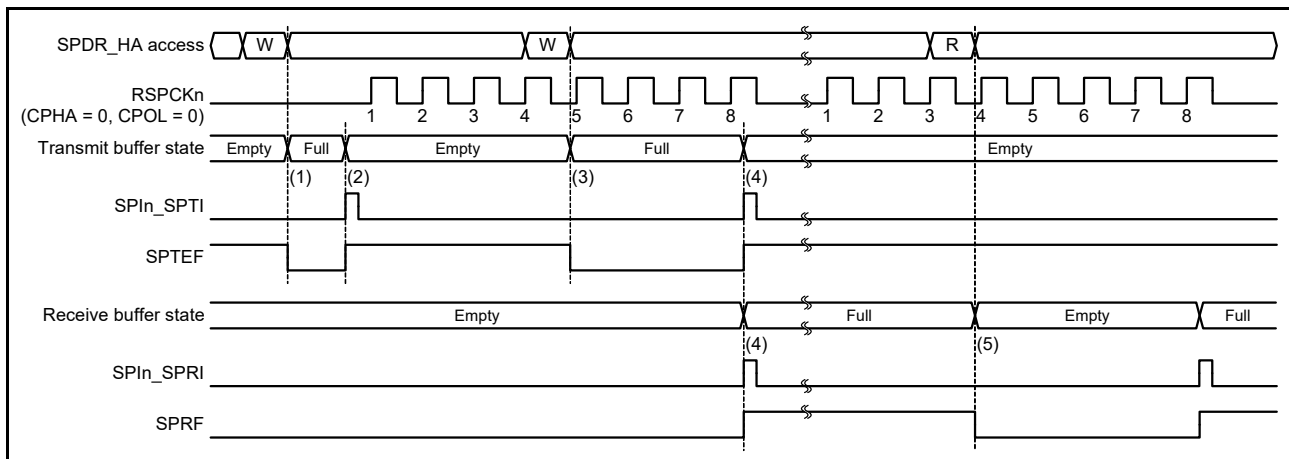 SPDR_HA access W W R
RSPCKn
(CPHA = 0, CPOL = 0)
1 2 3 4 5 6 7 8 1 2 3 4 5 6 7 8
Transmit buffer state Empty Full Empty Full Empty
(1) (2) (3) (4)
SPIn_SPTI
SPTEF
Receive buffer state Empty Full Empty Full
(4) (5)
SPIn_SPRI
SPRF